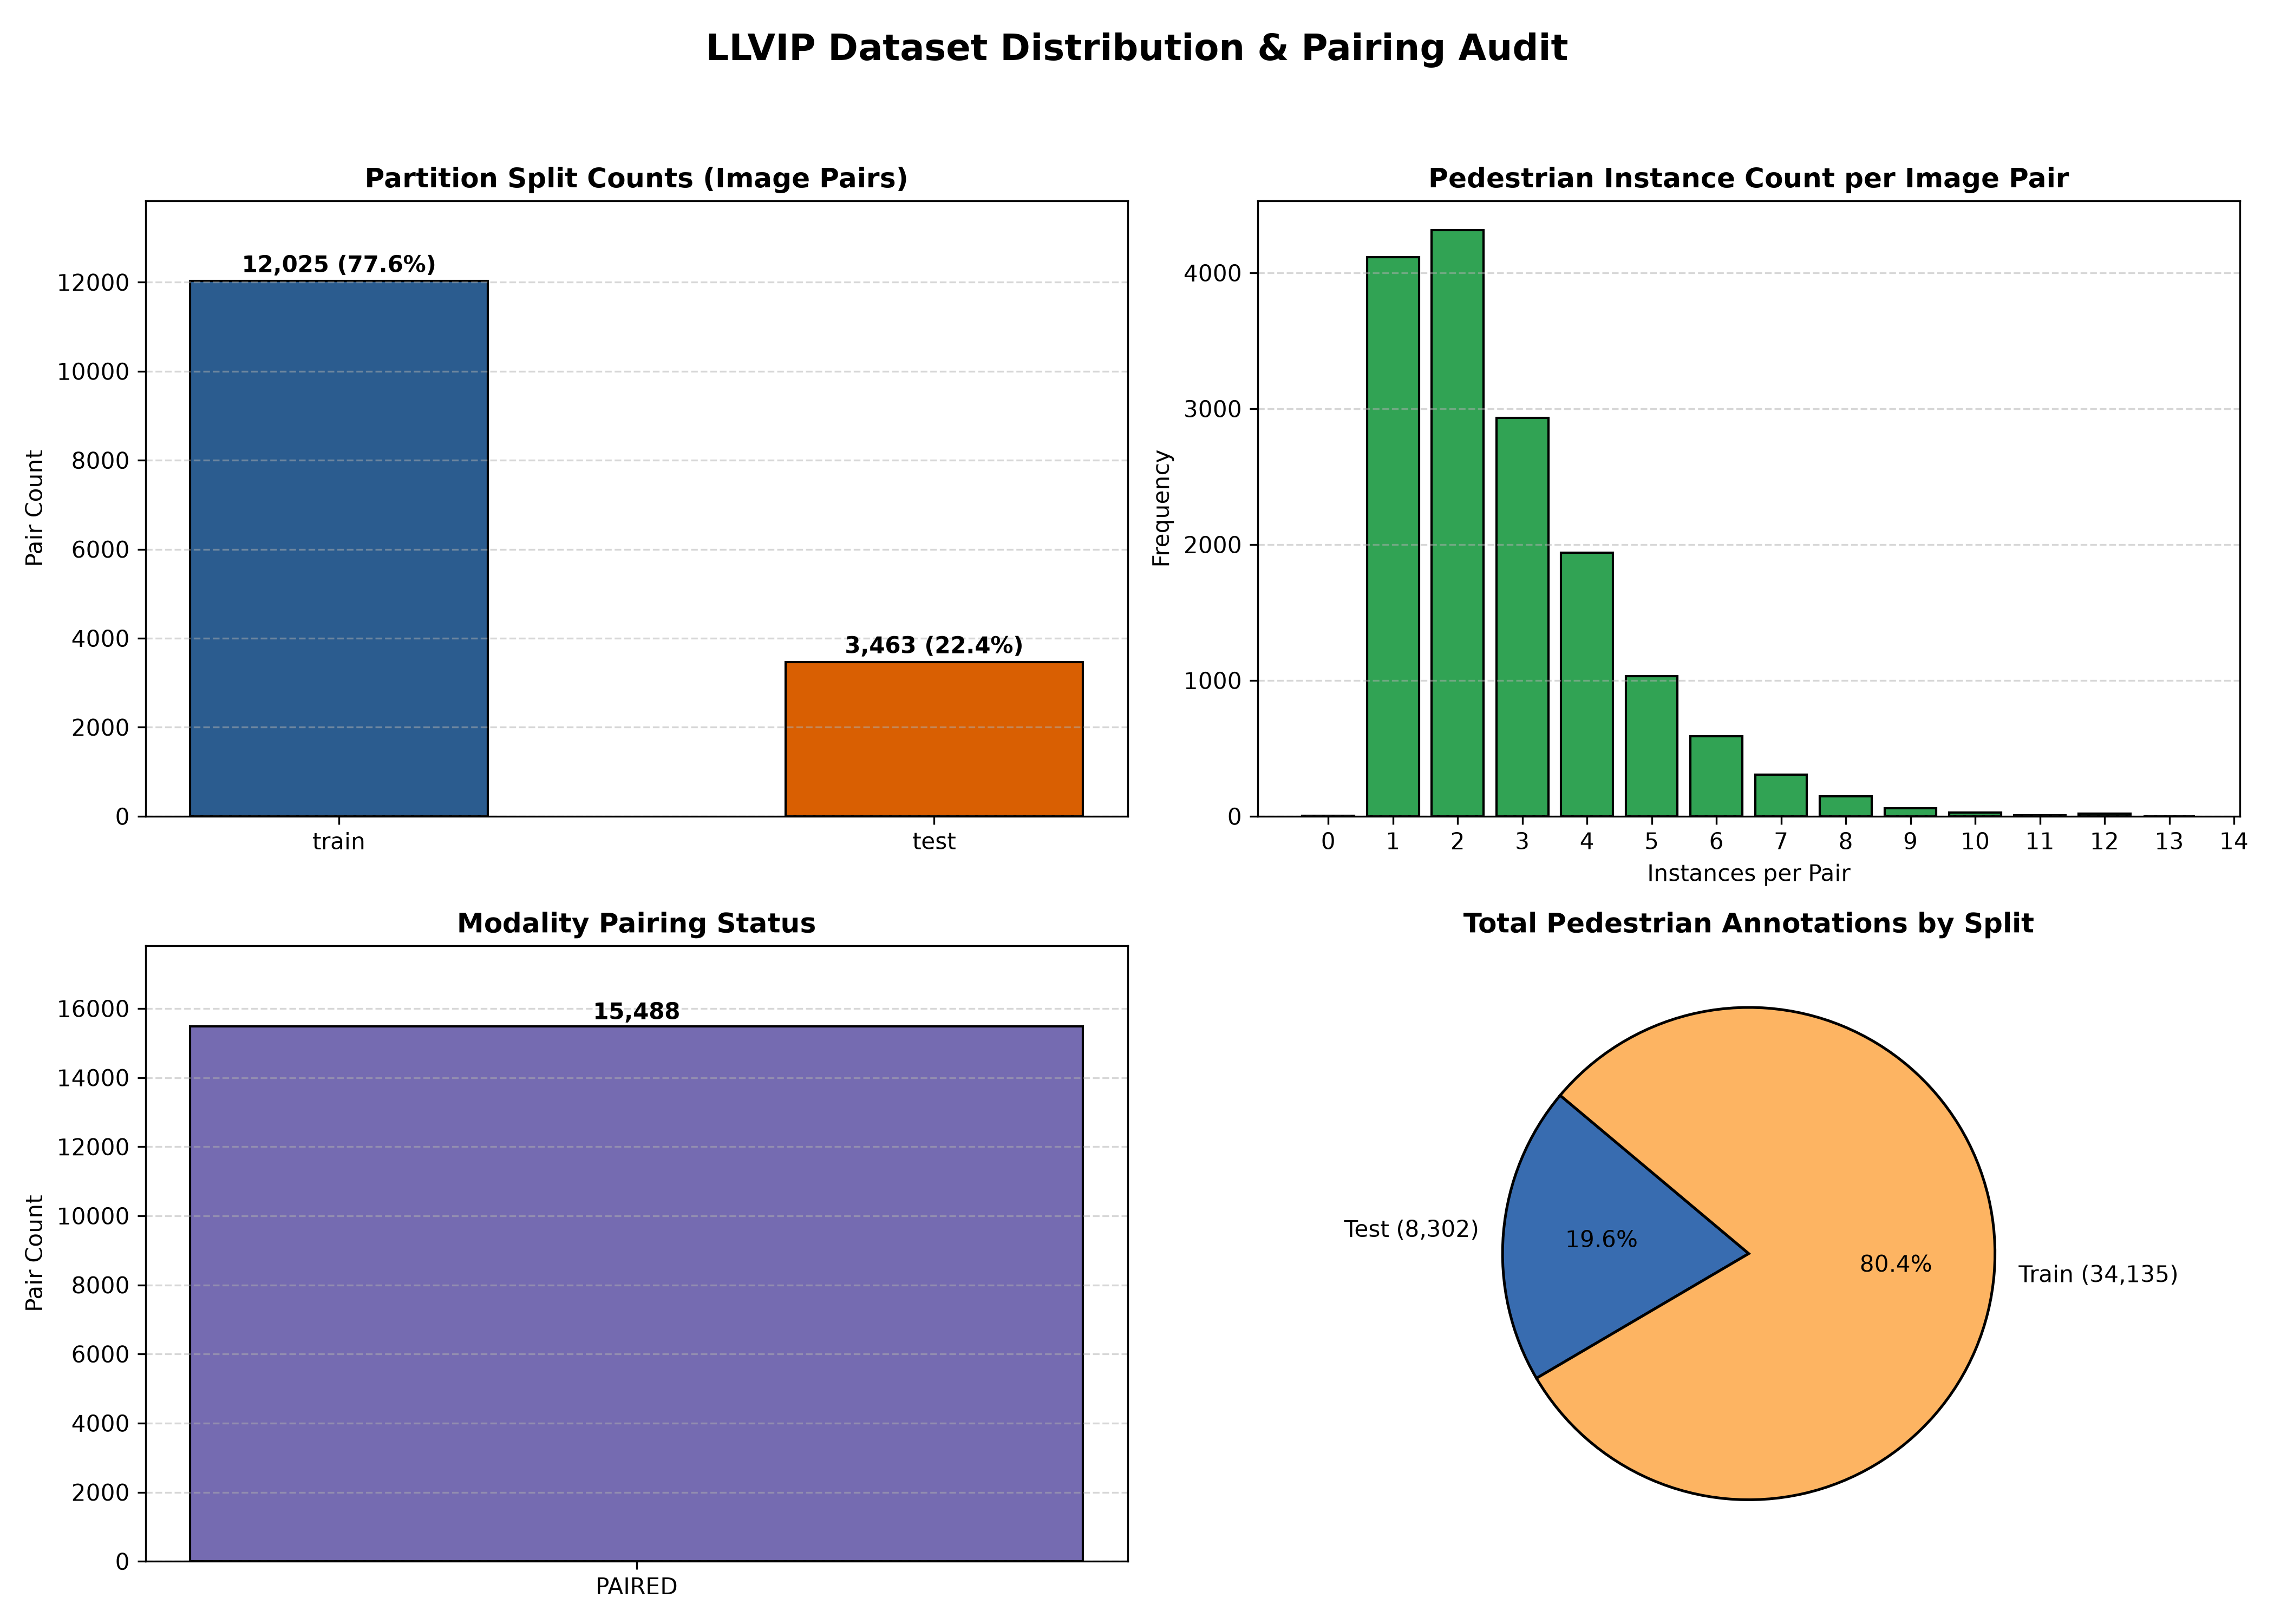 LLVIP Dataset Distribution & Pairing Audit
Partition Split Counts (Image Pairs)
Pair Count
12000
10000
8000
6000
4000
2000
0
12,025 (77.6%)
3,463 (22.4%)
train
test
Pedestrian Instance Count per Image Pair
Frequency
4000
3000
2000
1000
0
0 1 2 3 4 5 6 7 8 9 10 11 12 13 14
Instances per Pair
Modality Pairing Status
Pair Count
16000
14000
12000
10000
8000
6000
4000
2000
0
15,488
PAIRED
Total Pedestrian Annotations by Split
Test (8,302)
19.6%
80.4%
Train (34,135)